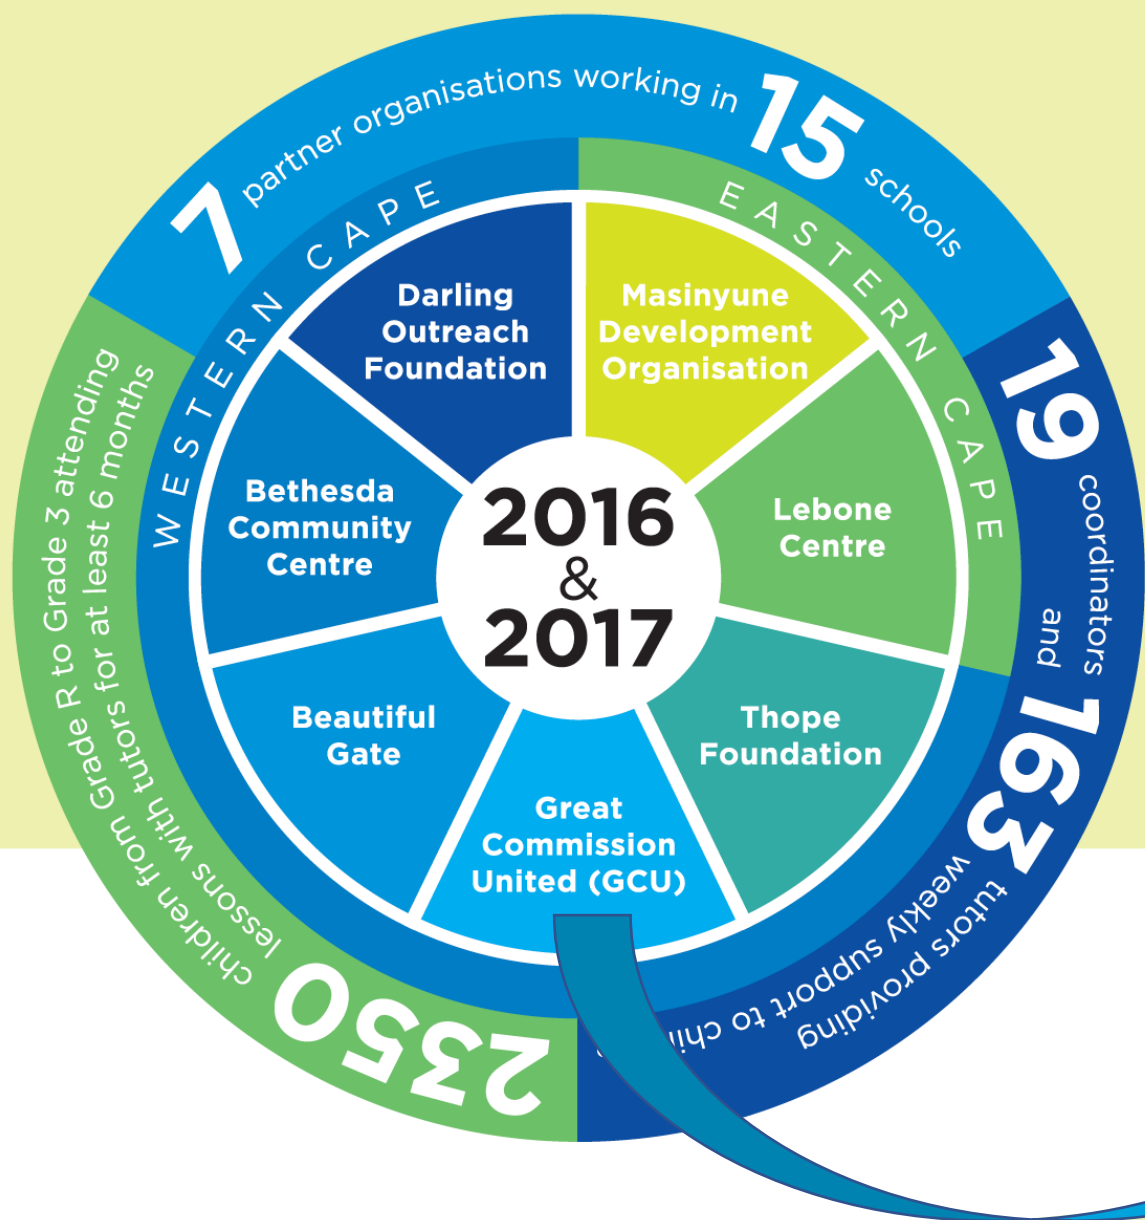 7 partner organisations working in 15 schools
19 coordinators
and 163 tutors providing
weekly support to
2350 children from Grade R to Grade 3 attending
lessons with tutors for at least 6 months
WESTERN CAPE
EASTERN CAPE
Darling
Outreach
Foundation
Masinyune
Development
Organisation
Bethesda
Community
Centre
Lebone
Centre
2016
&
2017
Beautiful
Gate
Thope
Foundation
Great
Commission
United (GCU)